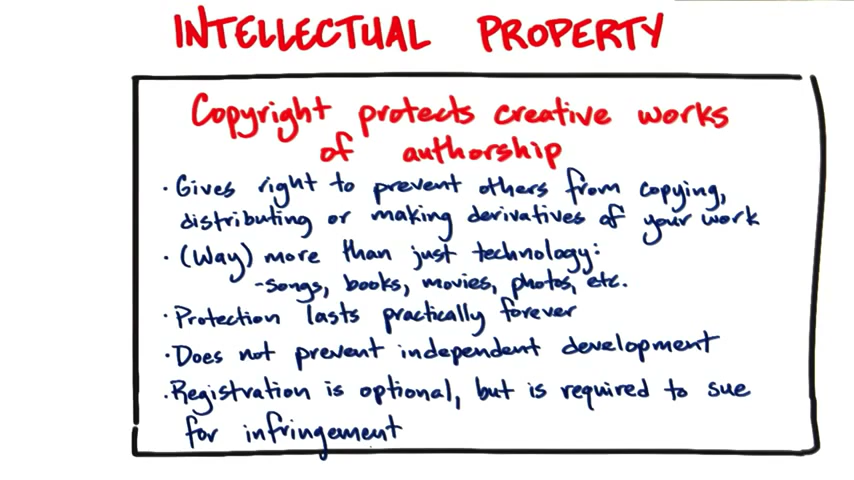 INTELLECTUAL PROPERTY
Copyright protects creative works
of authorship
· Gives right to prevent others from copying,
distributing or making derivatives of your work
· (Way) more than just technology:
-songs, books, movies, photos, etc.
· Protection lasts practically forever
· Does not prevent independent development
· Registration is optional, but is required to sue
for infringement